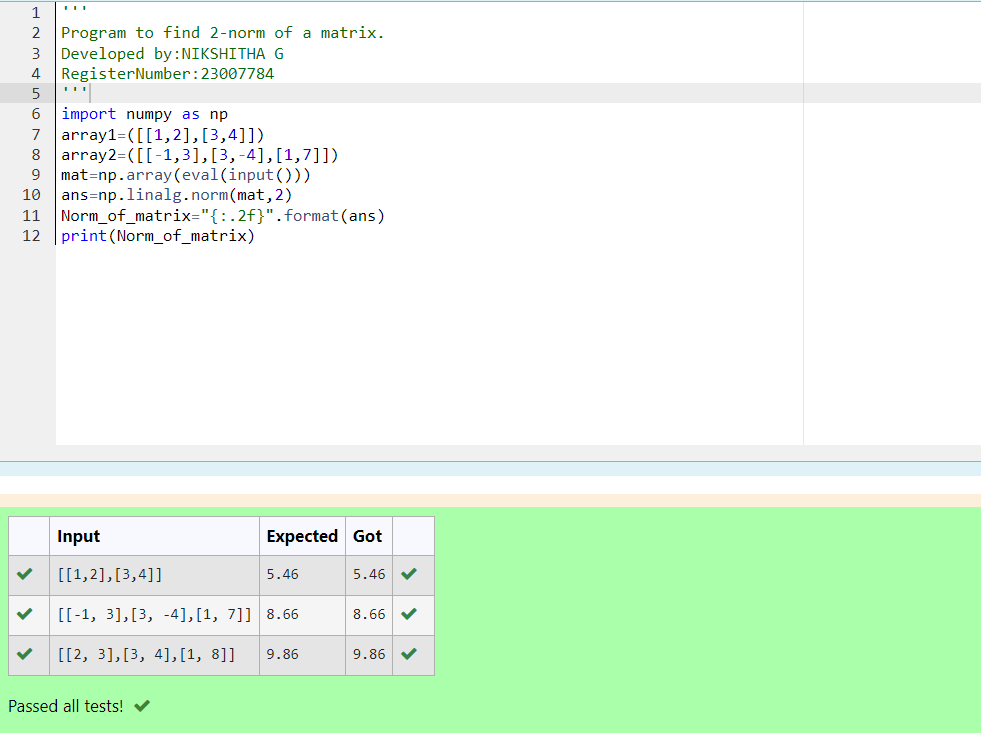 1 '''
2 Program to find 2-norm of a matrix.
3 Developed by:NIKSHITHA G
4 RegisterNumber:23007784
5 '''
6 import numpy as np
7 array1=([[1,2],[3,4]])
8 array2=([[-1,3],[3,-4],[1,7]])
9 mat=np.array(eval(input()))
10 ans=np.linalg.norm(mat,2)
11 Norm_of_matrix="{:.2f}".format(ans)
12 print(Norm_of_matrix)
Input Expected Got
[[1,2],[3,4]] 5.46 5.46
[[-1, 3],[3, -4],[1, 7]] 8.66 8.66
[[2, 3],[3, 4],[1, 8]] 9.86 9.86
Passed all tests!